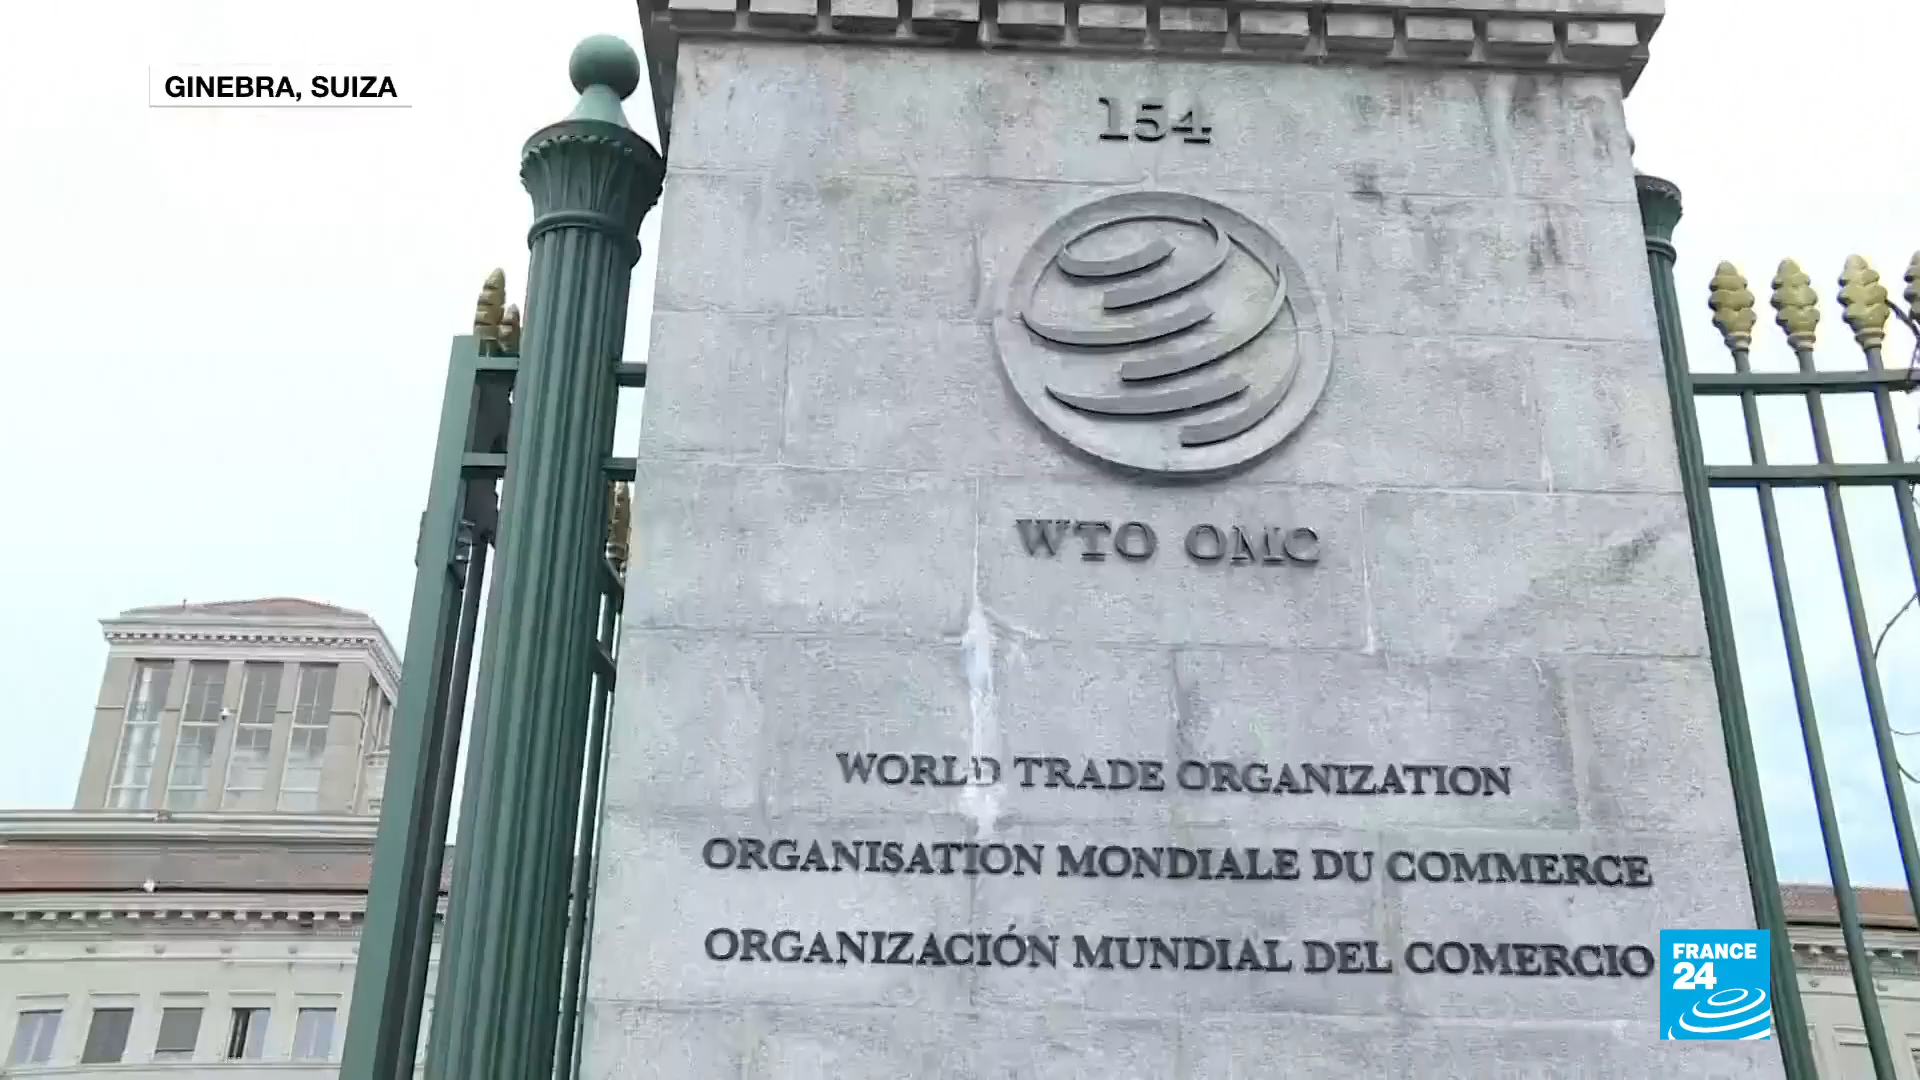 GINEBRA, SUIZA
154
WTO OMC
WORLD TRADE ORGANIZATION
ORGANISATION MONDIALE DU COMMERCE
ORGANIZACIÓN MUNDIAL DEL COMERCIO
FRANCE
24